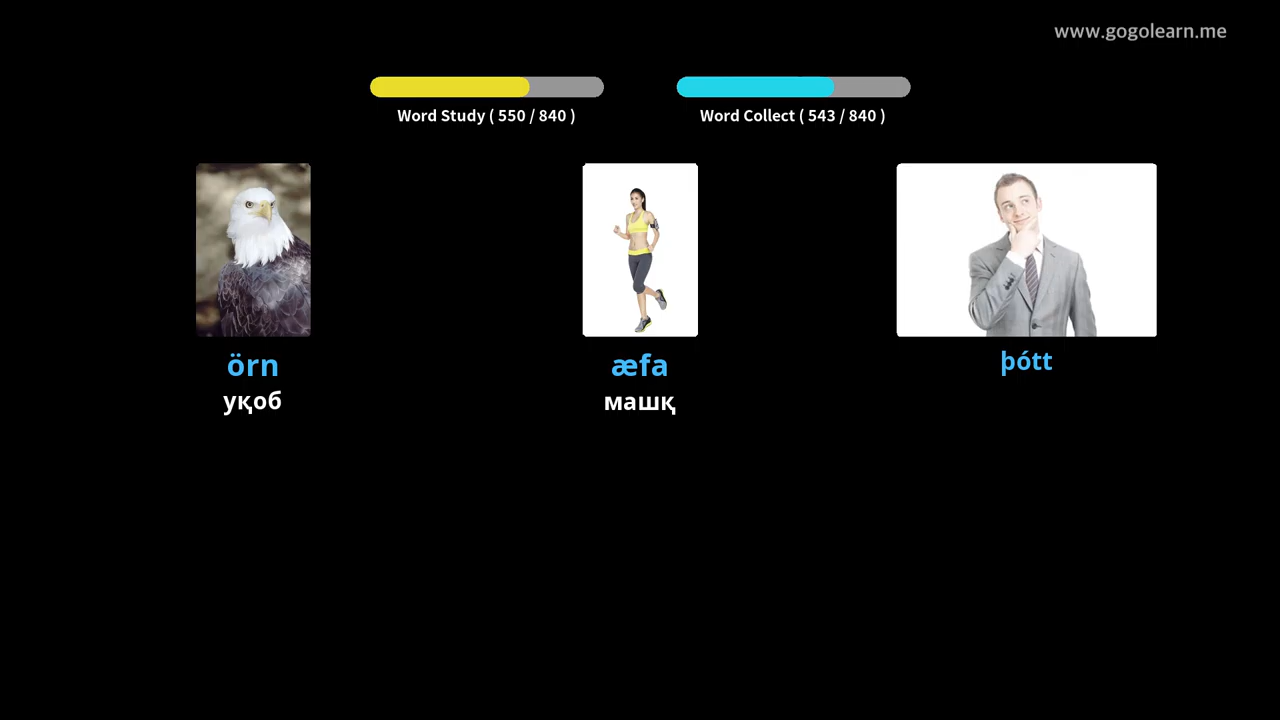 www.gogolearn.me
Word Study ( 550 / 840 )
Word Collect ( 543 / 840 )
örn
уқоб
æfa
машқ
þótt